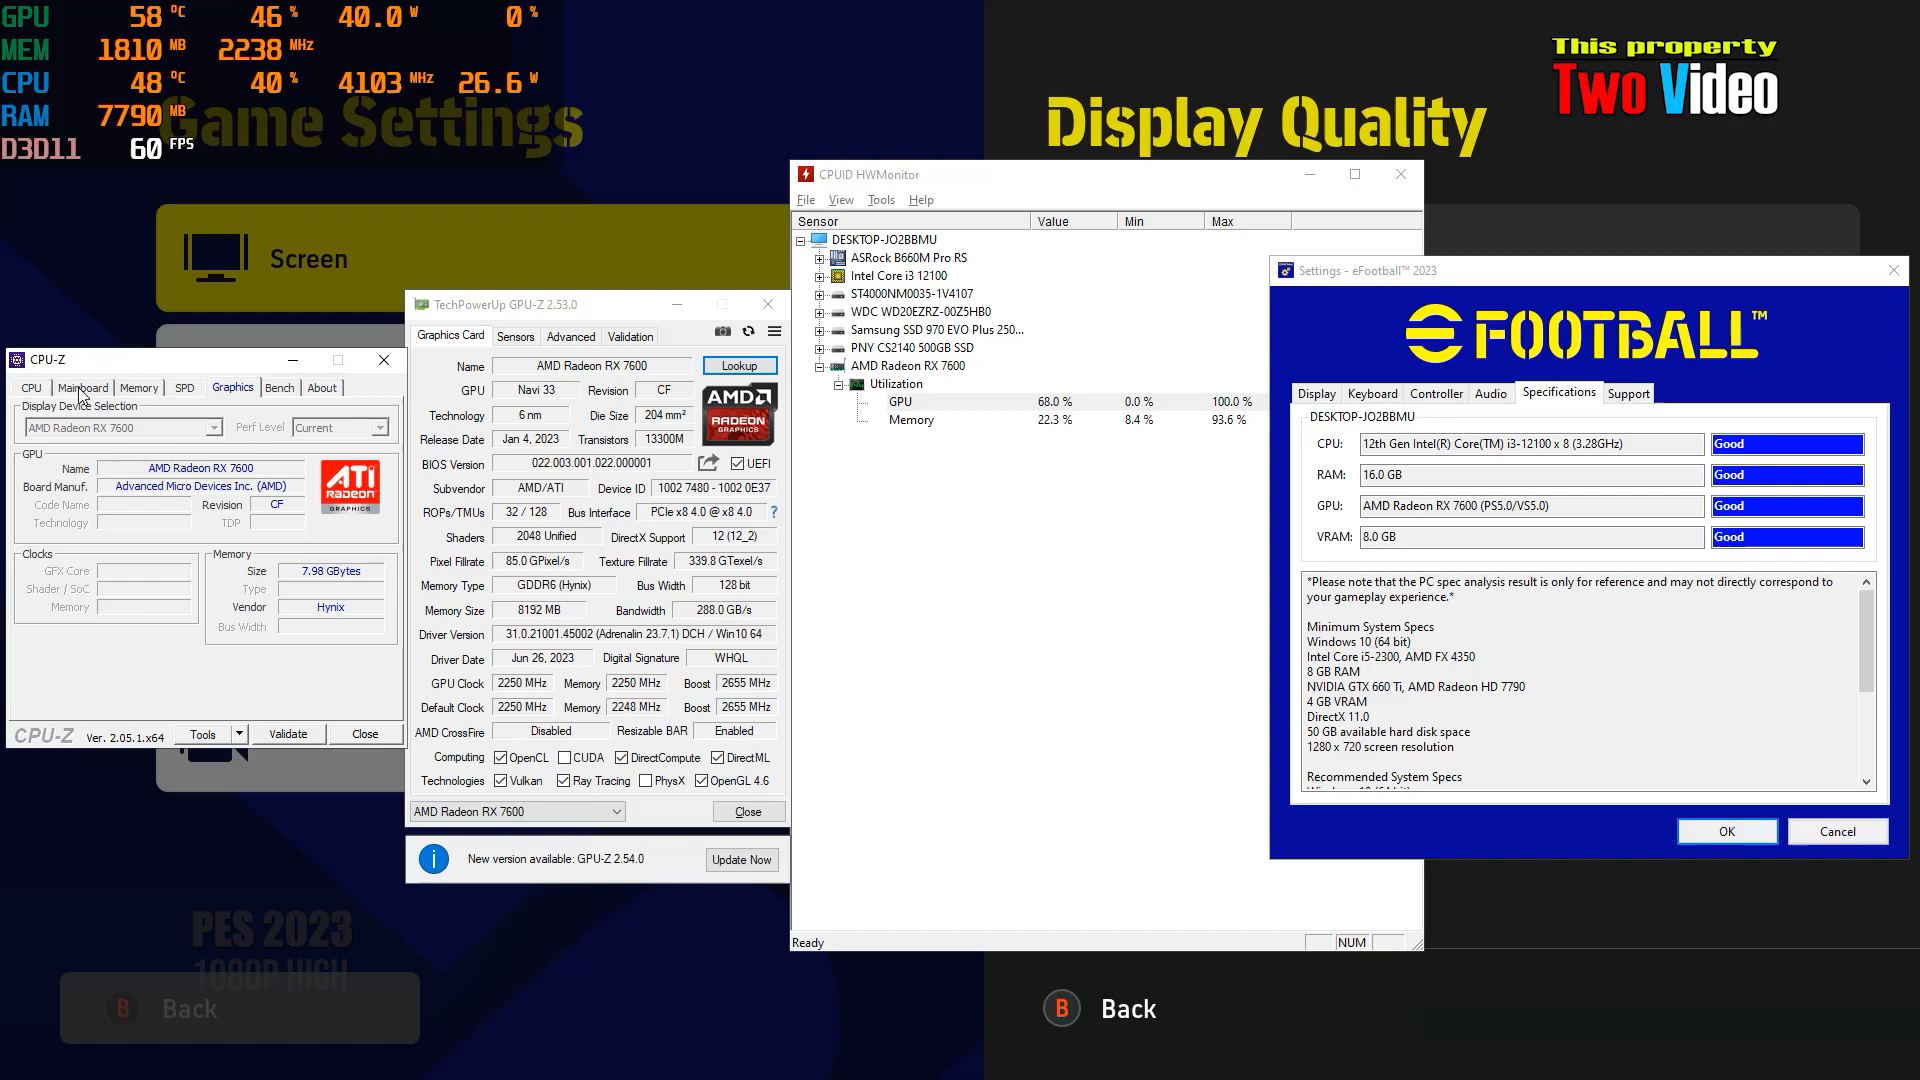 GPU 58 °C 46 % 40.0 W 0 %
MEM 1810 MB 2238 MHz
CPU 48 °C 40 % 4103 MHz 26.6 W
RAM 7790 MB
D3D11 60 FPS
Game Settings
Display Quality
This property
Two Video
Screen
PES 2023
1080P HIGH
B Back
B Back
CPU-Z
CPU Mainboard Memory SPD Graphics Bench About
Display Device Selection
AMD Radeon RX 7600 Perf Level Current
GPU
Name AMD Radeon RX 7600
Board Manuf. Advanced Micro Devices Inc. (AMD)
Code Name Revision CF
Technology TDP
ATI
RADEON
GRAPHICS
Clocks
GFX Core
Shader / SoC
Memory
Memory
Size 7.98 GBytes
Type
Vendor Hynix
Bus Width
CPU-Z Ver. 2.05.1.x64 Tools Validate Close
TechPowerUp GPU-Z 2.53.0
Graphics Card Sensors Advanced Validation
Name AMD Radeon RX 7600 Lookup
GPU Navi 33 Revision CF
Technology 6 nm Die Size 204 mm²
Release Date Jan 4, 2023 Transistors 13300M
AMD
RADEON
GRAPHICS
BIOS Version 022.003.001.022.000001 UEFI
Subvendor AMD/ATI Device ID 1002 7480 - 1002 0E37
ROPs/TMUs 32 / 128 Bus Interface PCIe x8 4.0 @ x8 4.0 ?
Shaders 2048 Unified DirectX Support 12 (12_2)
Pixel Fillrate 85.0 GPixel/s Texture Fillrate 339.8 GTexel/s
Memory Type GDDR6 (Hynix) Bus Width 128 bit
Memory Size 8192 MB Bandwidth 288.0 GB/s
Driver Version 31.0.21001.45002 (Adrenalin 23.7.1) DCH / Win10 64
Driver Date Jun 26, 2023 Digital Signature WHQL
GPU Clock 2250 MHz Memory 2250 MHz Boost 2655 MHz
Default Clock 2250 MHz Memory 2248 MHz Boost 2655 MHz
AMD CrossFire Disabled Resizable BAR Enabled
Computing OpenCL CUDA DirectCompute DirectML
Technologies Vulkan Ray Tracing PhysX OpenGL 4.6
AMD Radeon RX 7600 Close
New version available: GPU-Z 2.54.0 Update Now
CPUID HWMonitor
File View Tools Help
Sensor Value Min Max
DESKTOP-JO2BBMU
ASRock B660M Pro RS
Intel Core i3 12100
ST4000NM0035-1V4107
WDC WD20EZRZ-00Z5HB0
Samsung SSD 970 EVO Plus 250...
PNY CS2140 500GB SSD
AMD Radeon RX 7600
Utilization
GPU 68.0 % 0.0 % 100.0 %
Memory 22.3 % 8.4 % 93.6 %
Ready NUM
Settings - eFootball™ 2023
EFOOTBALL™
Display Keyboard Controller Audio Specifications Support
DESKTOP-JO2BBMU
CPU: 12th Gen Intel(R) Core(TM) i3-12100 x 8 (3.28GHz) Good
RAM: 16.0 GB Good
GPU: AMD Radeon RX 7600 (PS5.0/VS5.0) Good
VRAM: 8.0 GB Good
*Please note that the PC spec analysis result is only for reference and may not directly correspond to
your gameplay experience.*
Minimum System Specs
Windows 10 (64 bit)
Intel Core i5-2300, AMD FX 4350
8 GB RAM
NVIDIA GTX 660 Ti, AMD Radeon HD 7790
4 GB VRAM
DirectX 11.0
50 GB available hard disk space
1280 x 720 screen resolution
Recommended System Specs
Windows 10 (64 bit)
OK Cancel